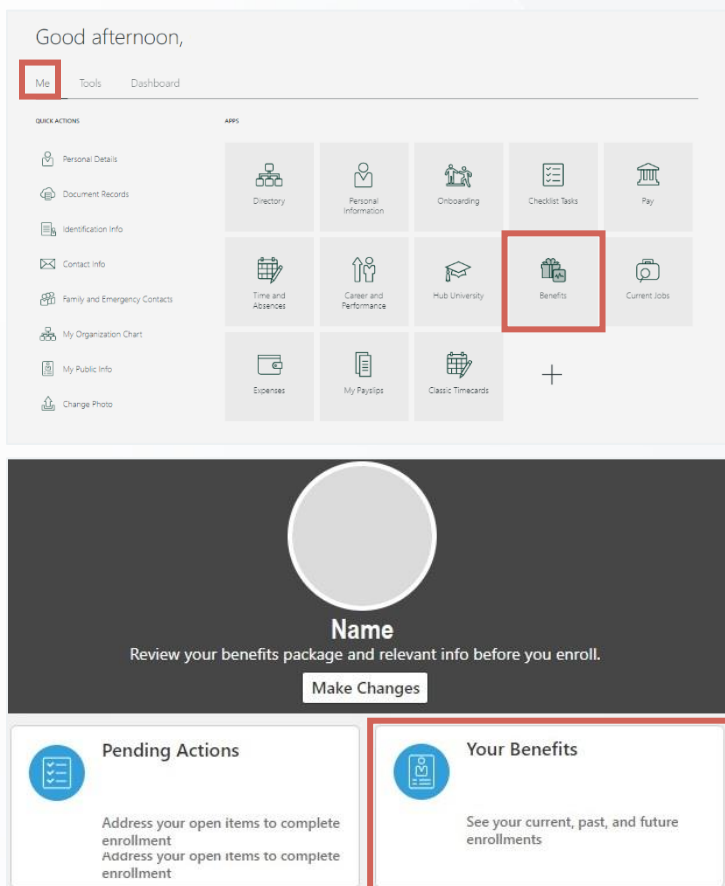 Good afternoon,
Me Tools Dashboard
QUICK ACTIONS
Personal Details
Document Records
Identification Info
Contact Info
Family and Emergency Contacts
My Organization Chart
My Public Info
Change Photo
APPS
Directory
Personal
Information
Onboarding
Checklist Tasks
Pay
Time and
Absences
Career and
Performance
Hub University
Benefits
Current Jobs
Expenses
My Payslips
Classic Timecards
Name
Review your benefits package and relevant info before you enroll.
Make Changes
Pending Actions
Address your open items to complete
enrollment
Address your open items to complete
enrollment
Your Benefits
See your current, past, and future
enrollments